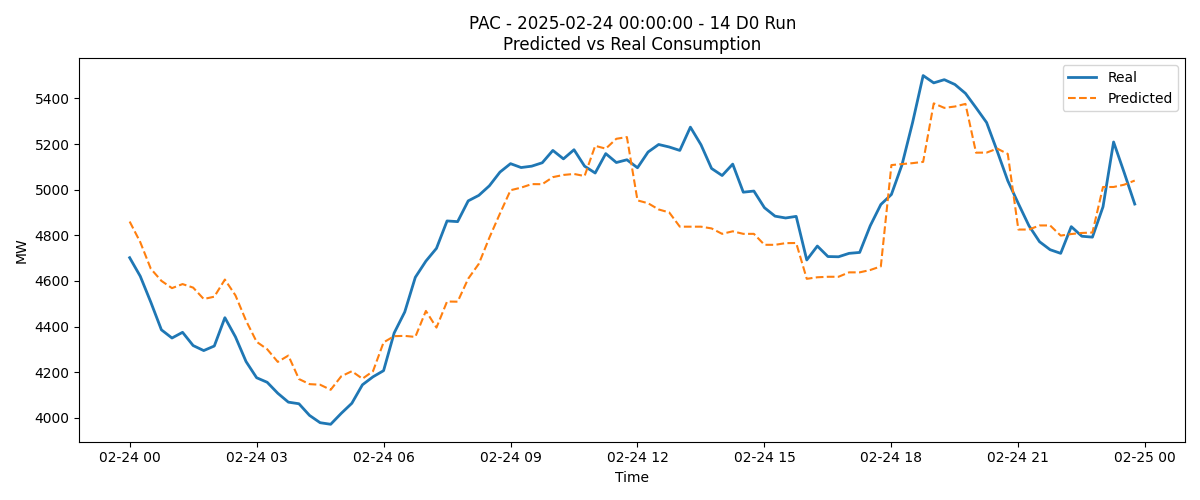 PAC - 2025-02-24 00:00:00 - 14 D0 Run
Predicted vs Real Consumption
Real
Predicted
MW
5400
5200
5000
4800
4600
4400
4200
4000
02-24 00 02-24 03 02-24 06 02-24 09 02-24 12 02-24 15 02-24 18 02-24 21 02-25 00
Time